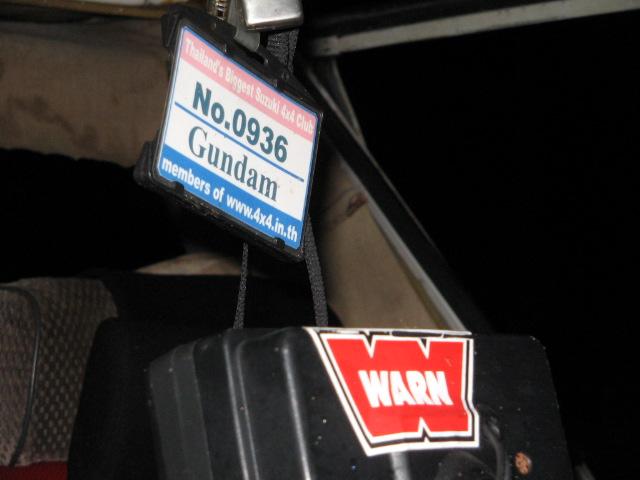 Thailand's Biggest Suzuki 4x4 Club
No.0936
Gundam
members of www.4x4.in.th
WARN